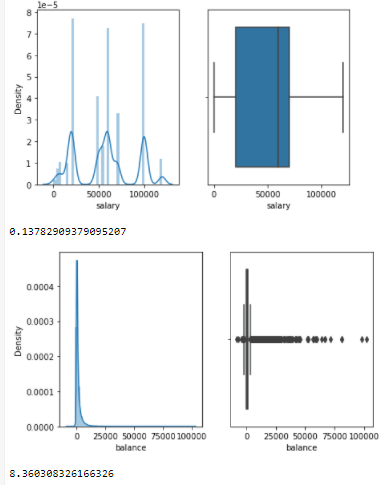 1e−5
8
7
6
5
4
3
2
1
0
Density
0 50000 100000
salary
0 50000 100000
salary
0.13782909379095207
0.0004
0.0003
0.0002
0.0001
0.0000
Density
0 25000 50000 75000 100000
balance
0 25000 50000 75000 100000
balance
8.360308326166326